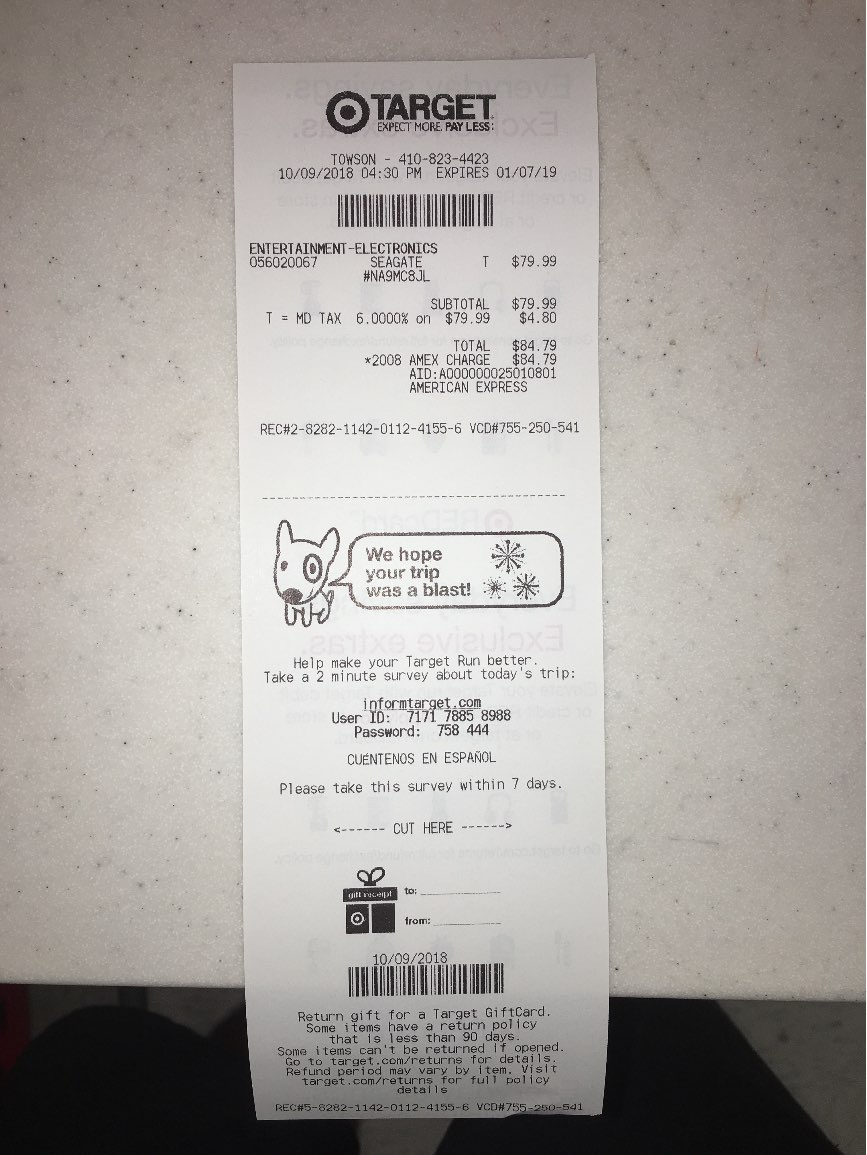 TARGET
EXPECT MORE. PAY LESS.
TOWSON - 410-823-4423
10/09/2018 04:30 PM EXPIRES 01/07/19
ENTERTAINMENT-ELECTRONICS
056020067 SEAGATE T $79.99
#NA9MC8JL
SUBTOTAL $79.99
T = MD TAX 6.0000% on $79.99 $4.80
TOTAL $84.79
*2008 AMEX CHARGE $84.79
AID:A000000025010801
AMERICAN EXPRESS
REC#2-8282-1142-0112-4155-6 VCD#755-250-541
We hope
your trip
was a blast!
Help make your Target Run better.
Take a 2 minute survey about today's trip:
informtarget.com
User ID: 7171 7885 8988
Password: 758 444
CUÉNTENOS EN ESPAÑOL
Please take this survey within 7 days.
<------ CUT HERE ------>
gift receipt to:
from:
10/09/2018
Return gift for a Target GiftCard.
Some items have a return policy
that is less than 90 days.
Some items can't be returned if opened.
Go to target.com/returns for details.
Refund period may vary by item. Visit
target.com/returns for full policy
details
REC#5-8282-1142-0112-4155-6 VCD#755-250-541